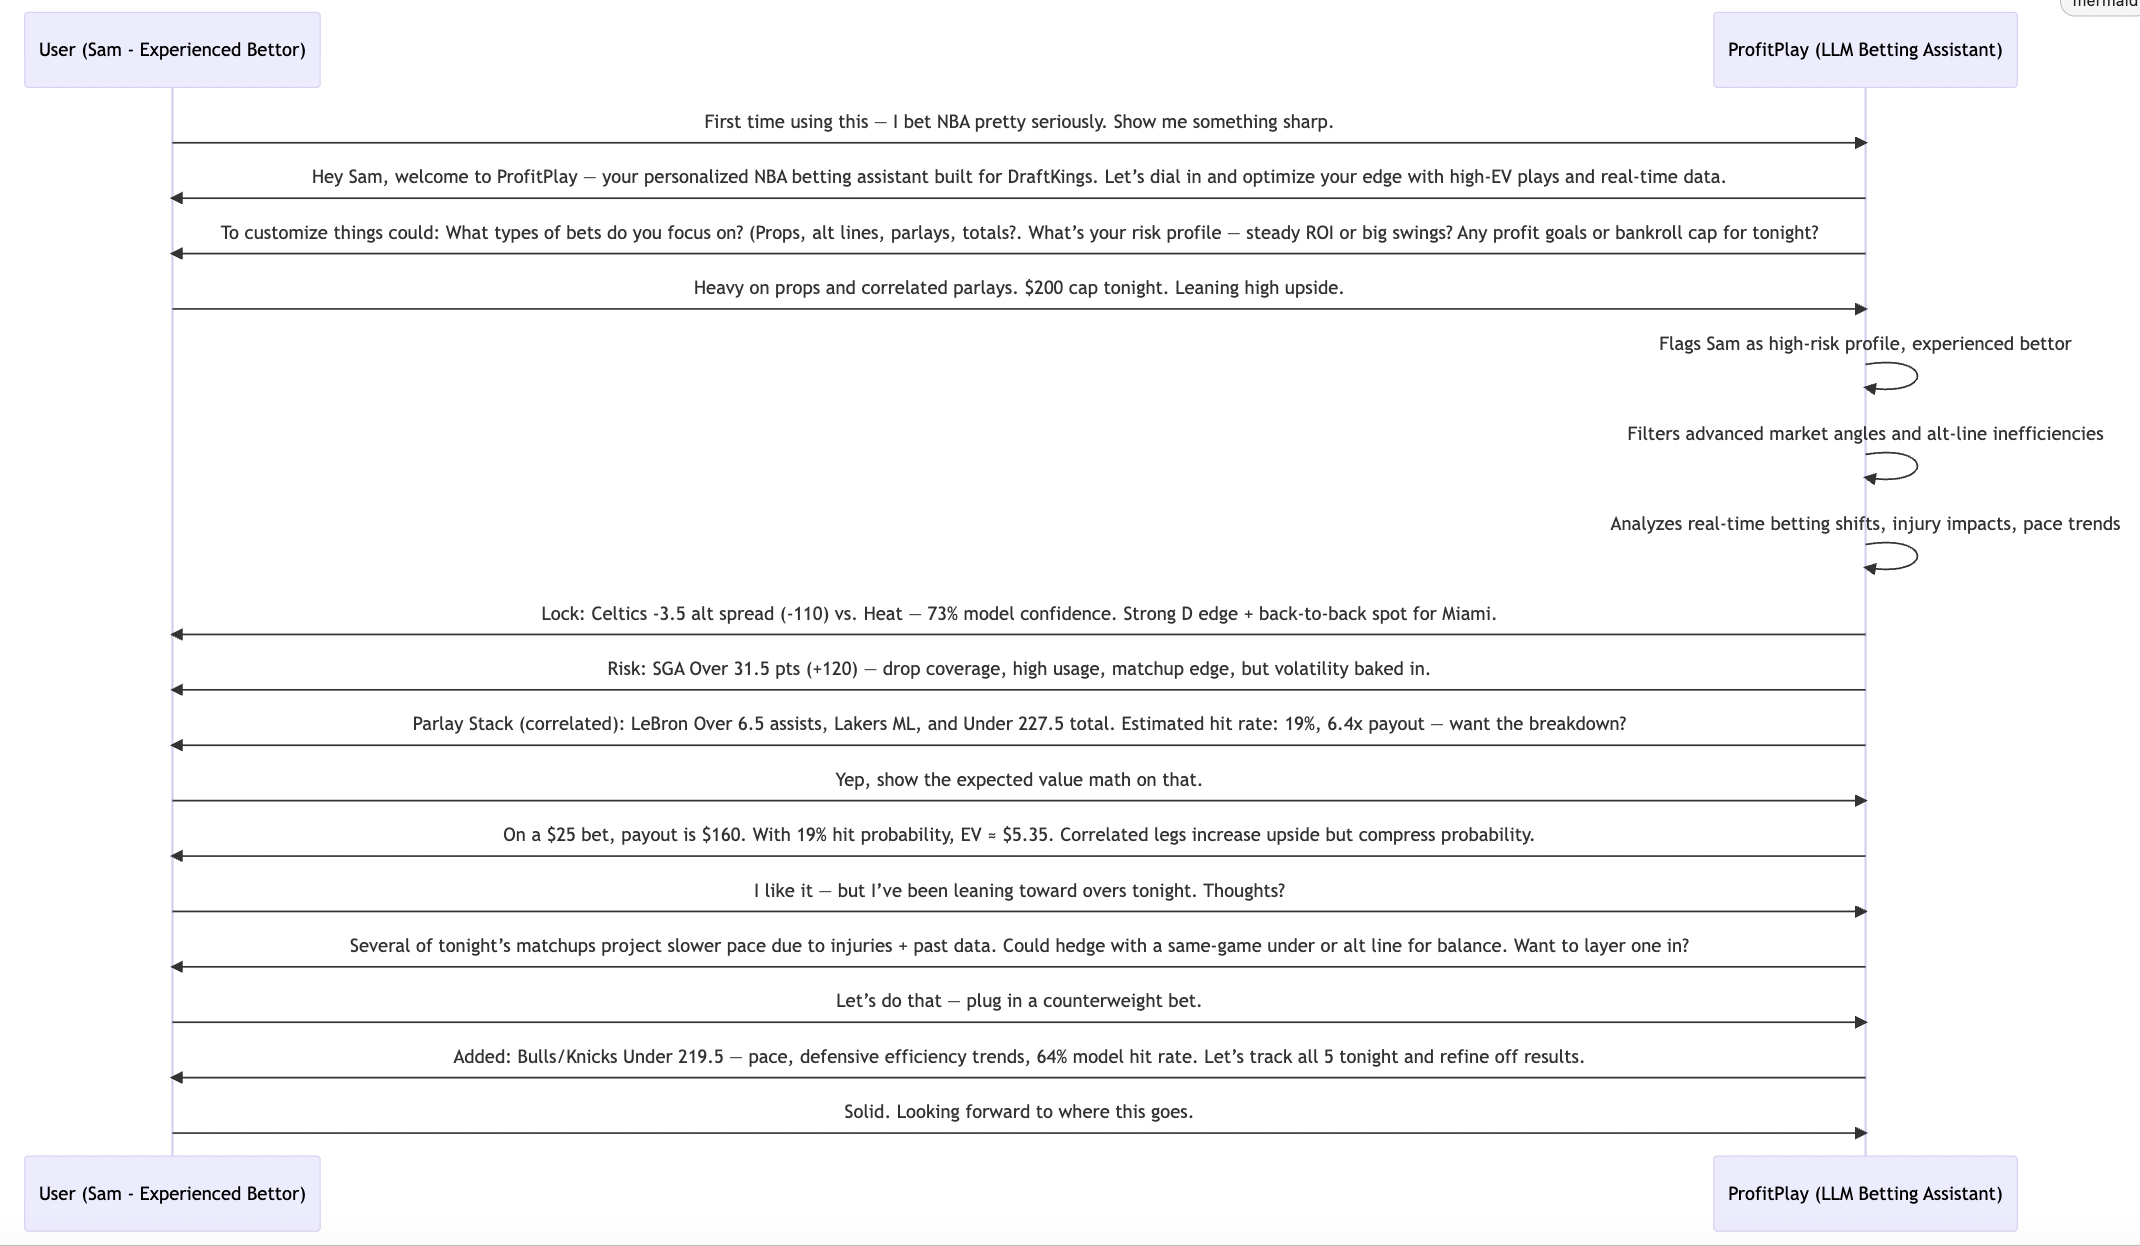 mermaid
User (Sam - Experienced Bettor)
ProfitPlay (LLM Betting Assistant)
First time using this — I bet NBA pretty seriously. Show me something sharp.
Hey Sam, welcome to ProfitPlay — your personalized NBA betting assistant built for DraftKings. Let’s dial in and optimize your edge with high-EV plays and real-time data.
To customize things could: What types of bets do you focus on? (Props, alt lines, parlays, totals?. What’s your risk profile — steady ROI or big swings? Any profit goals or bankroll cap for tonight?
Heavy on props and correlated parlays. $200 cap tonight. Leaning high upside.
Flags Sam as high-risk profile, experienced bettor
Filters advanced market angles and alt-line inefficiencies
Analyzes real-time betting shifts, injury impacts, pace trends
Lock: Celtics -3.5 alt spread (-110) vs. Heat — 73% model confidence. Strong D edge + back-to-back spot for Miami.
Risk: SGA Over 31.5 pts (+120) — drop coverage, high usage, matchup edge, but volatility baked in.
Parlay Stack (correlated): LeBron Over 6.5 assists, Lakers ML, and Under 227.5 total. Estimated hit rate: 19%, 6.4x payout — want the breakdown?
Yep, show the expected value math on that.
On a $25 bet, payout is $160. With 19% hit probability, EV ≈ $5.35. Correlated legs increase upside but compress probability.
I like it — but I’ve been leaning toward overs tonight. Thoughts?
Several of tonight’s matchups project slower pace due to injuries + past data. Could hedge with a same-game under or alt line for balance. Want to layer one in?
Let’s do that — plug in a counterweight bet.
Added: Bulls/Knicks Under 219.5 — pace, defensive efficiency trends, 64% model hit rate. Let’s track all 5 tonight and refine off results.
Solid. Looking forward to where this goes.
User (Sam - Experienced Bettor)
ProfitPlay (LLM Betting Assistant)